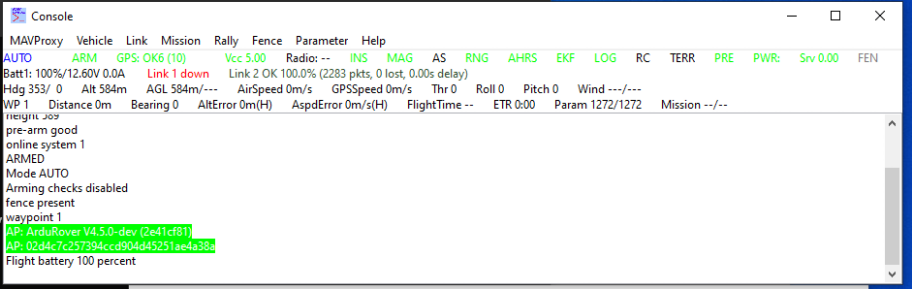 Console
MAVProxy Vehicle Link Mission Rally Fence Parameter Help
AUTO ARM GPS: OK6 (10) Vcc 5.00 Radio: -- INS MAG AS RNG AHRS EKF LOG RC TERR PRE PWR: Srv 0.00 FEN
Batt1: 100%/12.60V 0.0A Link 1 down Link 2 OK 100.0% (2283 pkts, 0 lost, 0.00s delay)
Hdg 353/ 0 Alt 584m AGL 584m/--- AirSpeed 0m/s GPSSpeed 0m/s Thr 0 Roll 0 Pitch 0 Wind ---/---
WP 1 Distance 0m Bearing 0 AltError 0m(H) AspdError 0m/s(H) FlightTime -- ETR 0:00 Param 1272/1272 Mission --/--
height 589
pre-arm good
online system 1
ARMED
Mode AUTO
Arming checks disabled
fence present
waypoint 1
AP: ArduRover V4.5.0-dev (2e41cf81)
AP: 02d4c7c257394ccd904d45251ae4a38a
Flight battery 100 percent